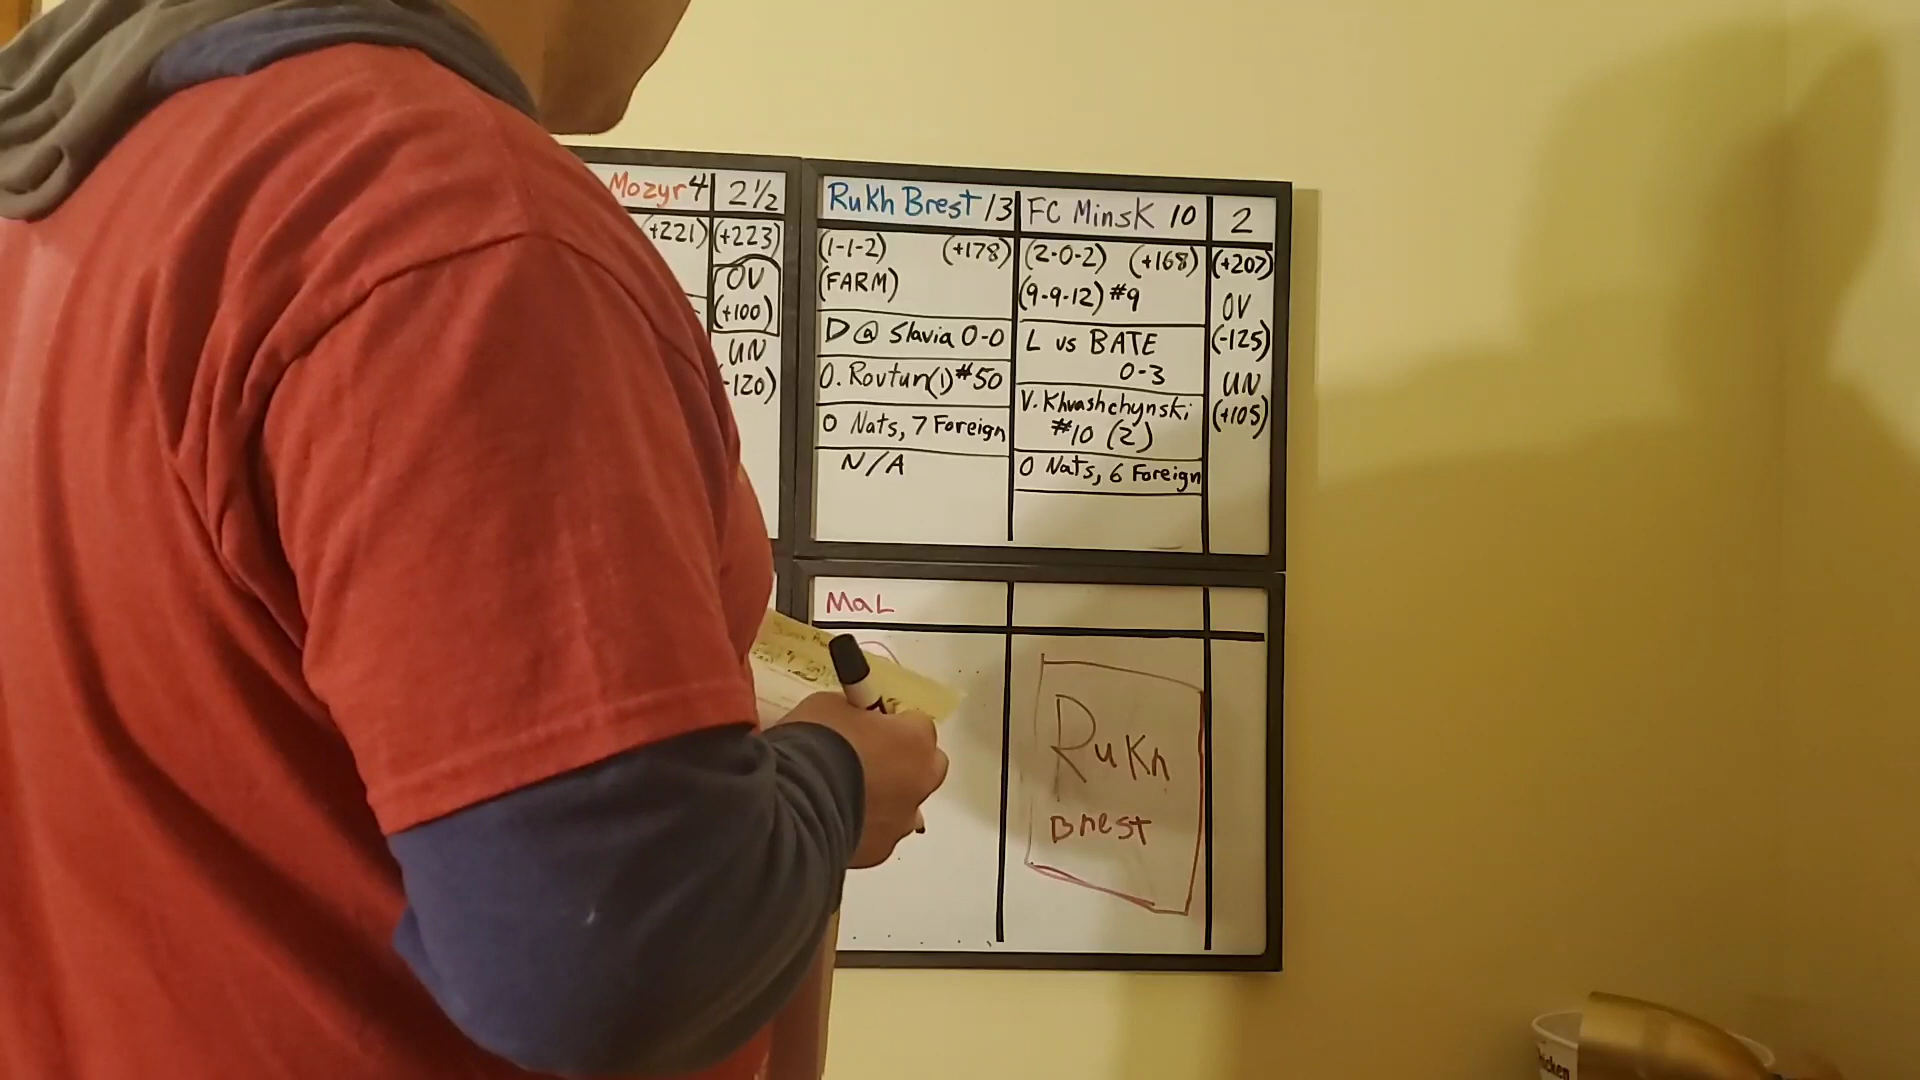 Mozyr 4 2½
(+221) (+223)
OV
(+100)
UN
-120)
Rukh Brest 13 FC Minsk 10 2
(1-1-2) (+178)
(FARM)
D @ Slavia 0-0
O. Rovtun(1)#50
0 Nats, 7 Foreign
N/A
(2-0-2) (+168)
(9-9-12) #9
L vs BATE
0-3
V. Khvashchynski
#10 (2)
0 Nats, 6 Foreign
(+207)
OV
(-125)
UN
(+105)
MaL
Rukh
Brest